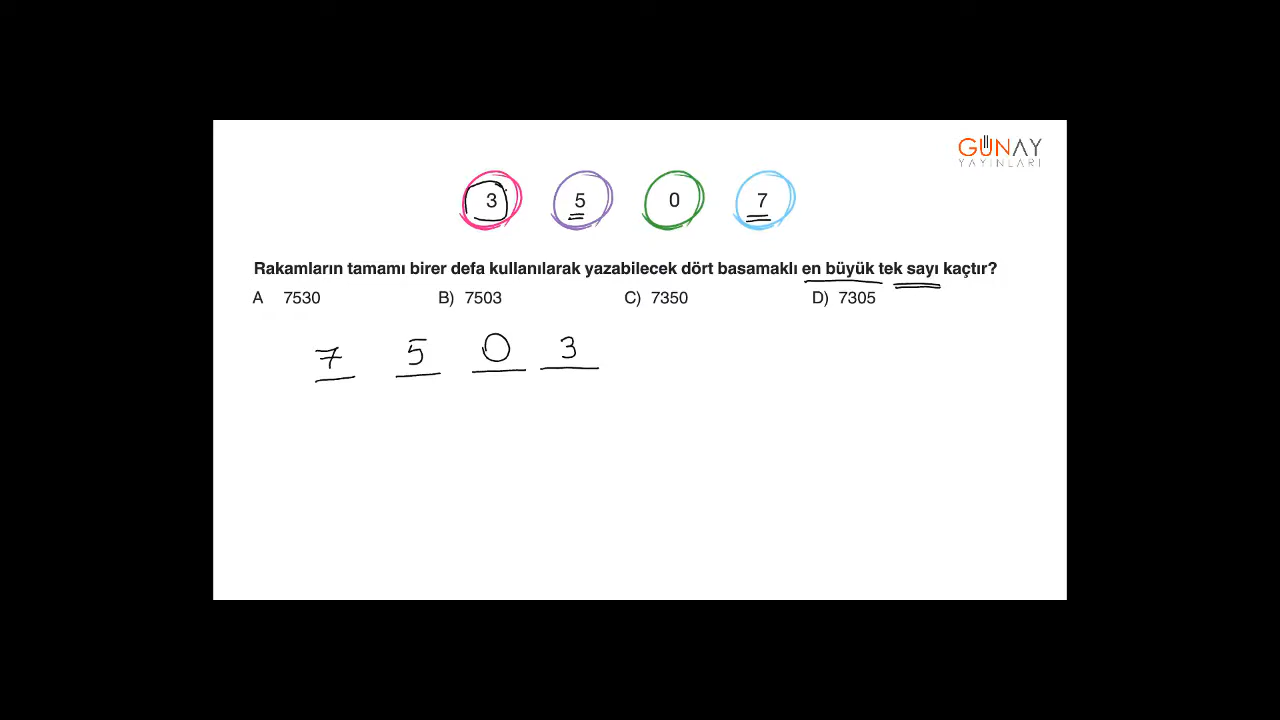 GÜNAY
YAYINLARI
3 5 0 7
Rakamların tamamı birer defa kullanılarak yazabilecek dört basamaklı en büyük tek sayı kaçtır?
A 7530 B) 7503 C) 7350 D) 7305
7 5 0 3